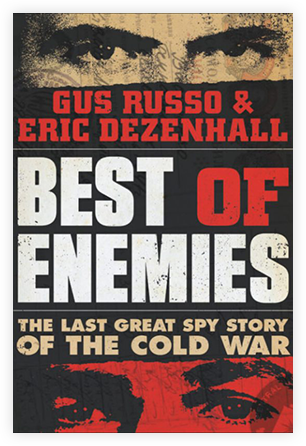 GUS RUSSO &
ERIC DEZENHALL
BEST OF
ENEMIES
THE LAST GREAT SPY STORY
OF THE COLD WAR